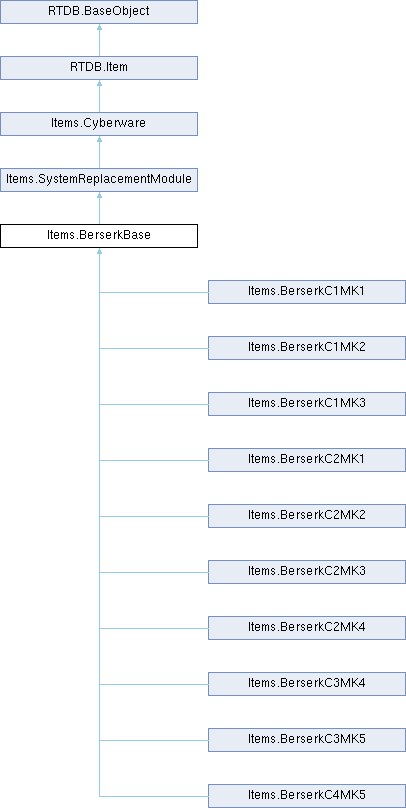 RTDB.BaseObject
RTDB.Item
Items.Cyberware
Items.SystemReplacementModule
Items.BerserkBase
Items.BerserkC1MK1
Items.BerserkC1MK2
Items.BerserkC1MK3
Items.BerserkC2MK1
Items.BerserkC2MK2
Items.BerserkC2MK3
Items.BerserkC2MK4
Items.BerserkC3MK4
Items.BerserkC3MK5
Items.BerserkC4MK5